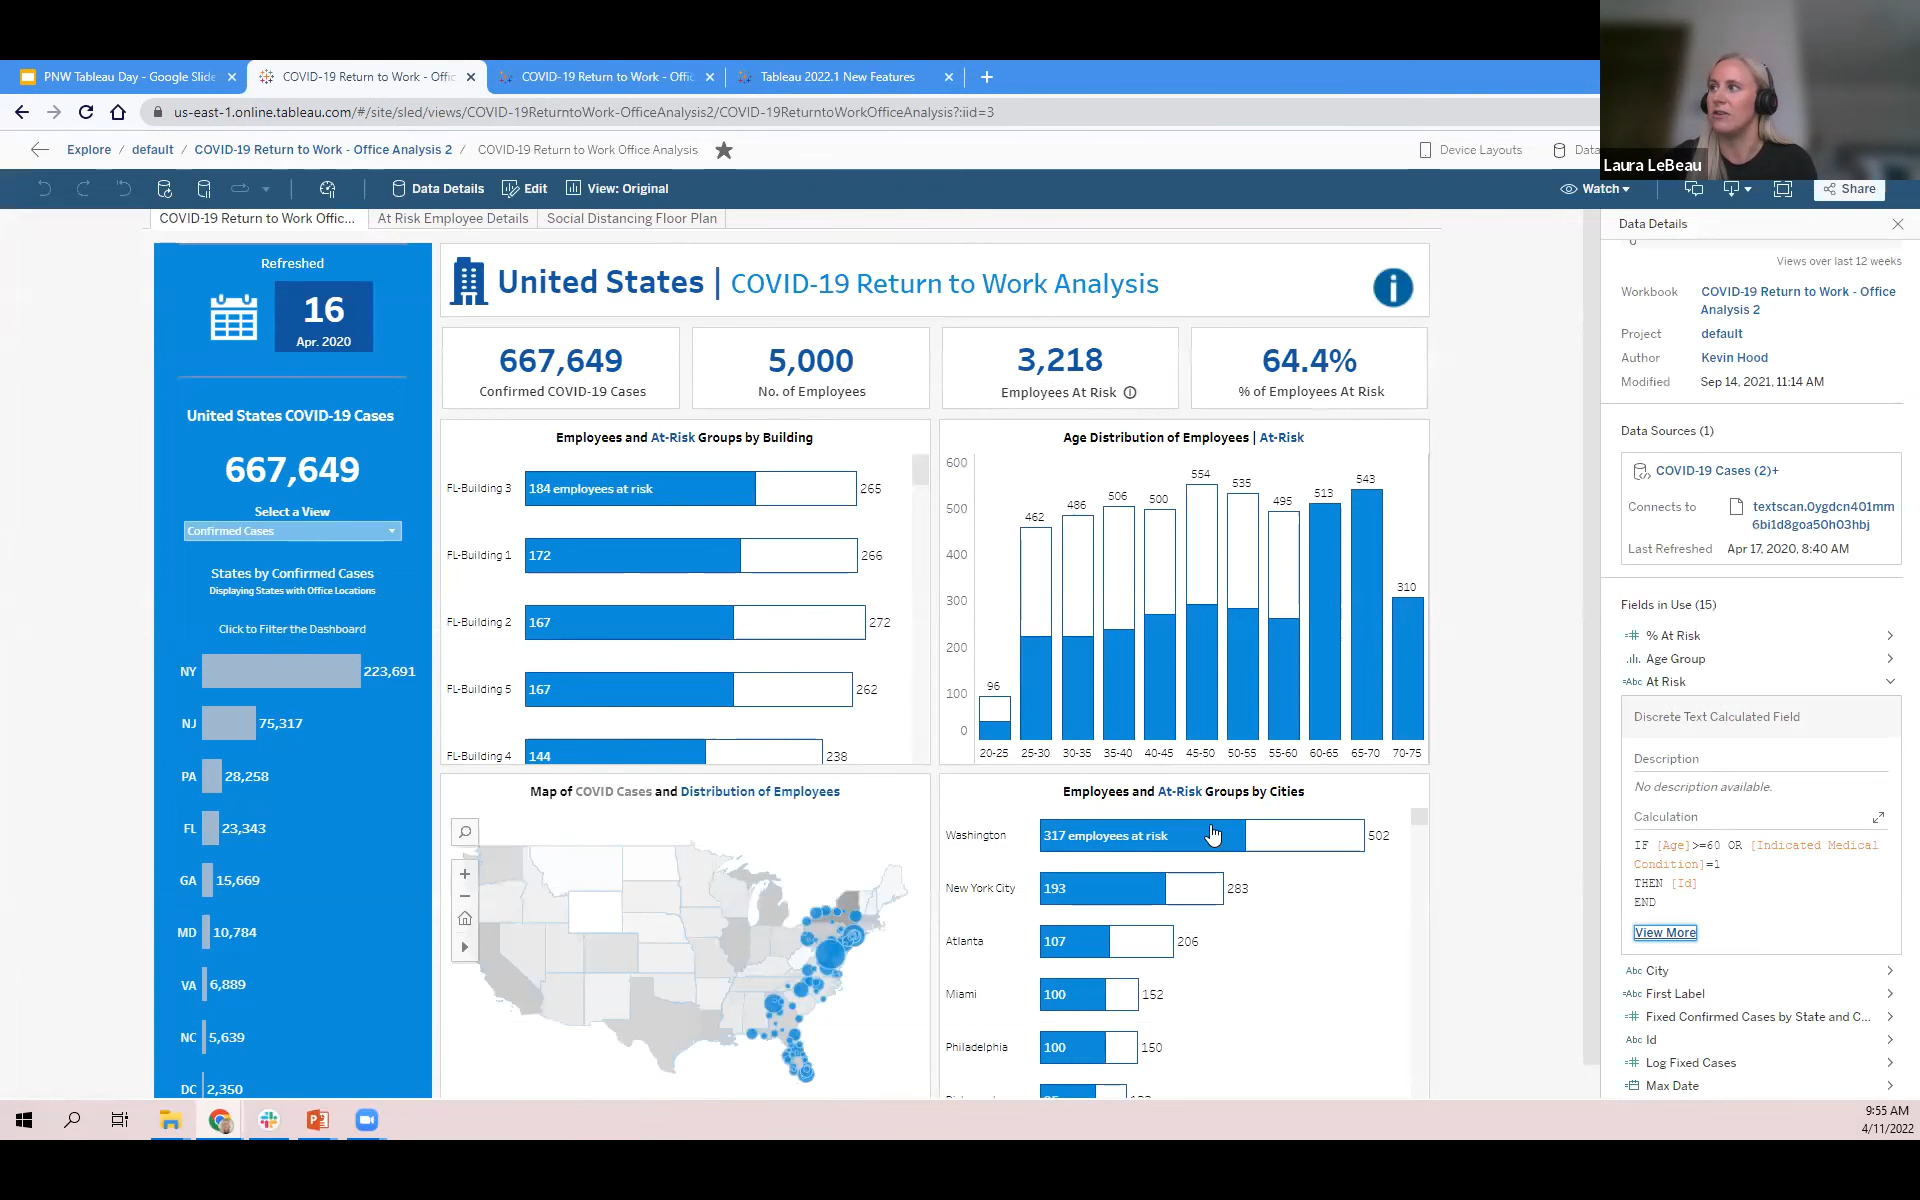 PNW Tableau Day - Google Slide
COVID-19 Return to Work - Offic
COVID-19 Return to Work - Offic
Tableau 2022.1 New Features
us-east-1.online.tableau.com/#/site/sled/views/COVID-19ReturntoWork-OfficeAnalysis2/COVID-19ReturntoWorkOfficeAnalysis?:iid=3
Laura LeBeau
Explore / default / COVID-19 Return to Work - Office Analysis 2 / COVID-19 Return to Work Office Analysis
Device Layouts
Data
Data Details
Edit
View: Original
Watch
Share
COVID-19 Return to Work Offic...
At Risk Employee Details
Social Distancing Floor Plan
Refreshed
16
Apr. 2020
United States COVID-19 Cases
667,649
Select a View
Confirmed Cases
States by Confirmed Cases
Displaying States with Office Locations
Click to Filter the Dashboard
NY 223,691
NJ 75,317
PA 28,258
FL 23,343
GA 15,669
MD 10,784
VA 6,889
NC 5,639
DC 2,350
United States | COVID-19 Return to Work Analysis
i
667,649
Confirmed COVID-19 Cases
5,000
No. of Employees
3,218
Employees At Risk
64.4%
% of Employees At Risk
Employees and At-Risk Groups by Building
FL-Building 3 184 employees at risk 265
FL-Building 1 172 266
FL-Building 2 167 272
FL-Building 5 167 262
FL-Building 4 144 238
Age Distribution of Employees | At-Risk
600
500
400
300
200
100
0
96 462 486 506 500 554 535 495 513 543 310
20-25 25-30 30-35 35-40 40-45 45-50 50-55 55-60 60-65 65-70 70-75
Map of COVID Cases and Distribution of Employees
Employees and At-Risk Groups by Cities
Washington 317 employees at risk 502
New York City 193 283
Atlanta 107 206
Miami 100 152
Philadelphia 100 150
Data Details
Views over last 12 weeks
Workbook COVID-19 Return to Work - Office
Analysis 2
Project default
Author Kevin Hood
Modified Sep 14, 2021, 11:14 AM
Data Sources (1)
COVID-19 Cases (2)+
Connects to textscan.0ygdcn401mm
6bi1d8goa50h03hbj
Last Refreshed Apr 17, 2020, 8:40 AM
Fields in Use (15)
% At Risk
Age Group
Abc At Risk
Discrete Text Calculated Field
Description
No description available.
Calculation
IF [Age]>=60 OR [Indicated Medical
Condition]=1
THEN [Id]
END
View More
Abc City
Abc First Label
Fixed Confirmed Cases by State and C...
Abc Id
Log Fixed Cases
Max Date
9:55 AM
4/11/2022